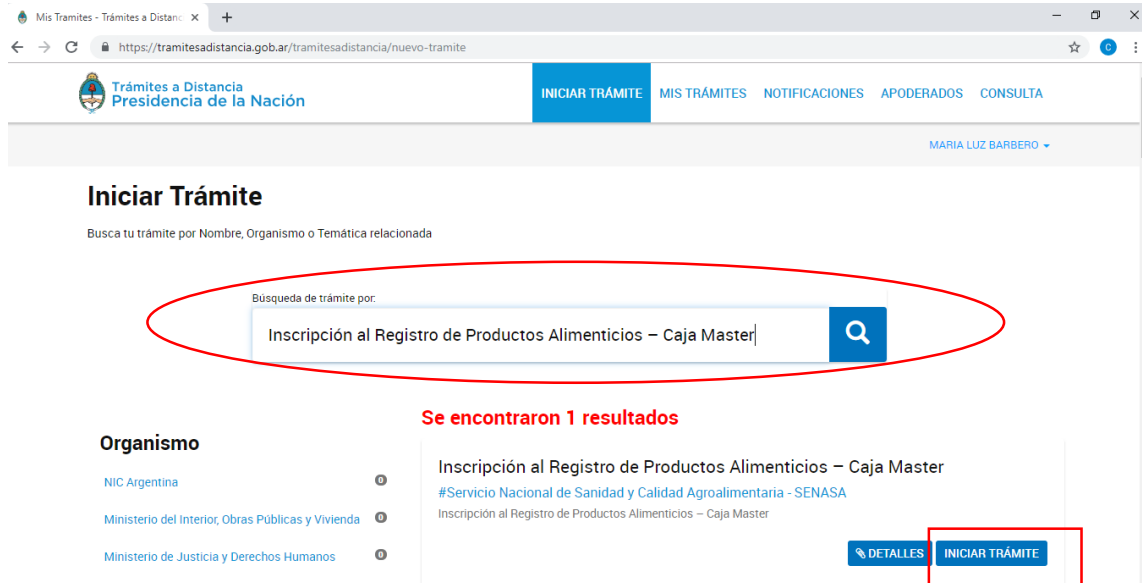 Mis Tramites - Trámites a Distanc
https://tramitesadistancia.gob.ar/tramitesadistancia/nuevo-tramite
C
Trámites a Distancia
Presidencia de la Nación
INICIAR TRÁMITE MIS TRÁMITES NOTIFICACIONES APODERADOS CONSULTA
MARIA LUZ BARBERO
Iniciar Trámite
Busca tu trámite por Nombre, Organismo o Temática relacionada
Búsqueda de trámite por:
Inscripción al Registro de Productos Alimenticios – Caja Master
Se encontraron 1 resultados
Organismo
NIC Argentina 0
Ministerio del Interior, Obras Públicas y Vivienda 0
Ministerio de Justicia y Derechos Humanos 0
Inscripción al Registro de Productos Alimenticios – Caja Master
#Servicio Nacional de Sanidad y Calidad Agroalimentaria - SENASA
Inscripción al Registro de Productos Alimenticios – Caja Master
DETALLES INICIAR TRÁMITE